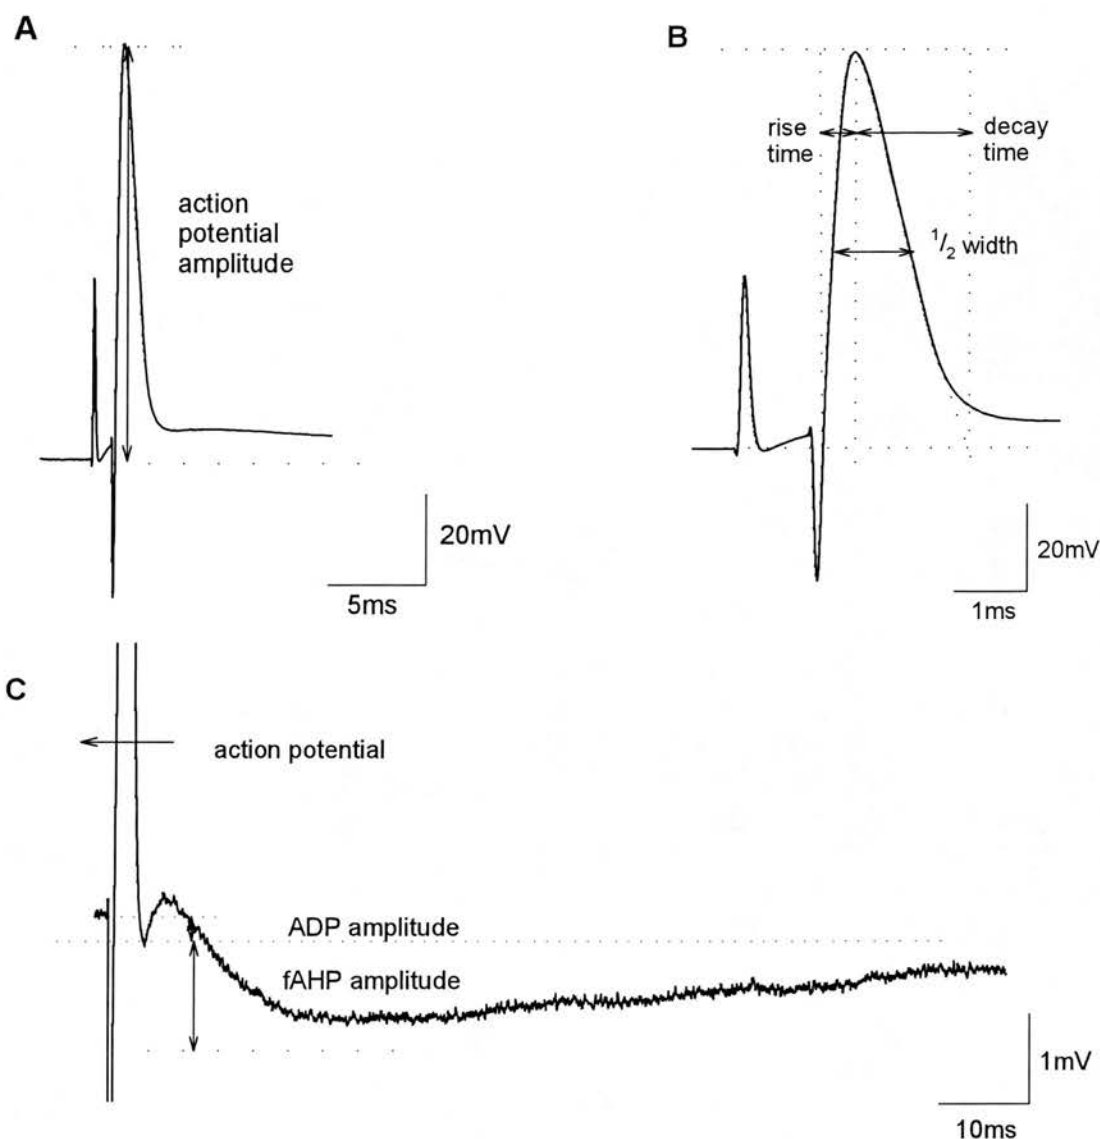 A
action
potential
amplitude
20mV
5ms
B
rise
time
decay
time
1/2 width
20mV
1ms
C
action potential
ADP amplitude
fAHP amplitude
1mV
10ms